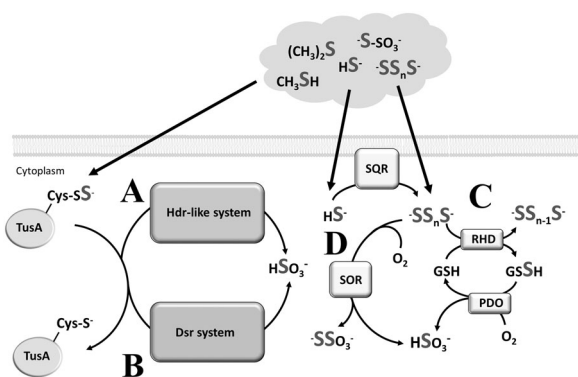 (CH₃)₂S
⁻S-SO₃⁻
HS⁻
⁻SSₙS⁻
CH₃SH
Cytoplasm
Cys-SS⁻
TusA
A
Hdr-like system
HSO₃⁻
Dsr system
B
Cys-S⁻
TusA
SQR
HS⁻
⁻SSₙS⁻
C
⁻SSₙ₋₁S⁻
D
O₂
RHD
SOR
GSH
GSSH
PDO
⁻SSO₃⁻
HSO₃⁻
O₂